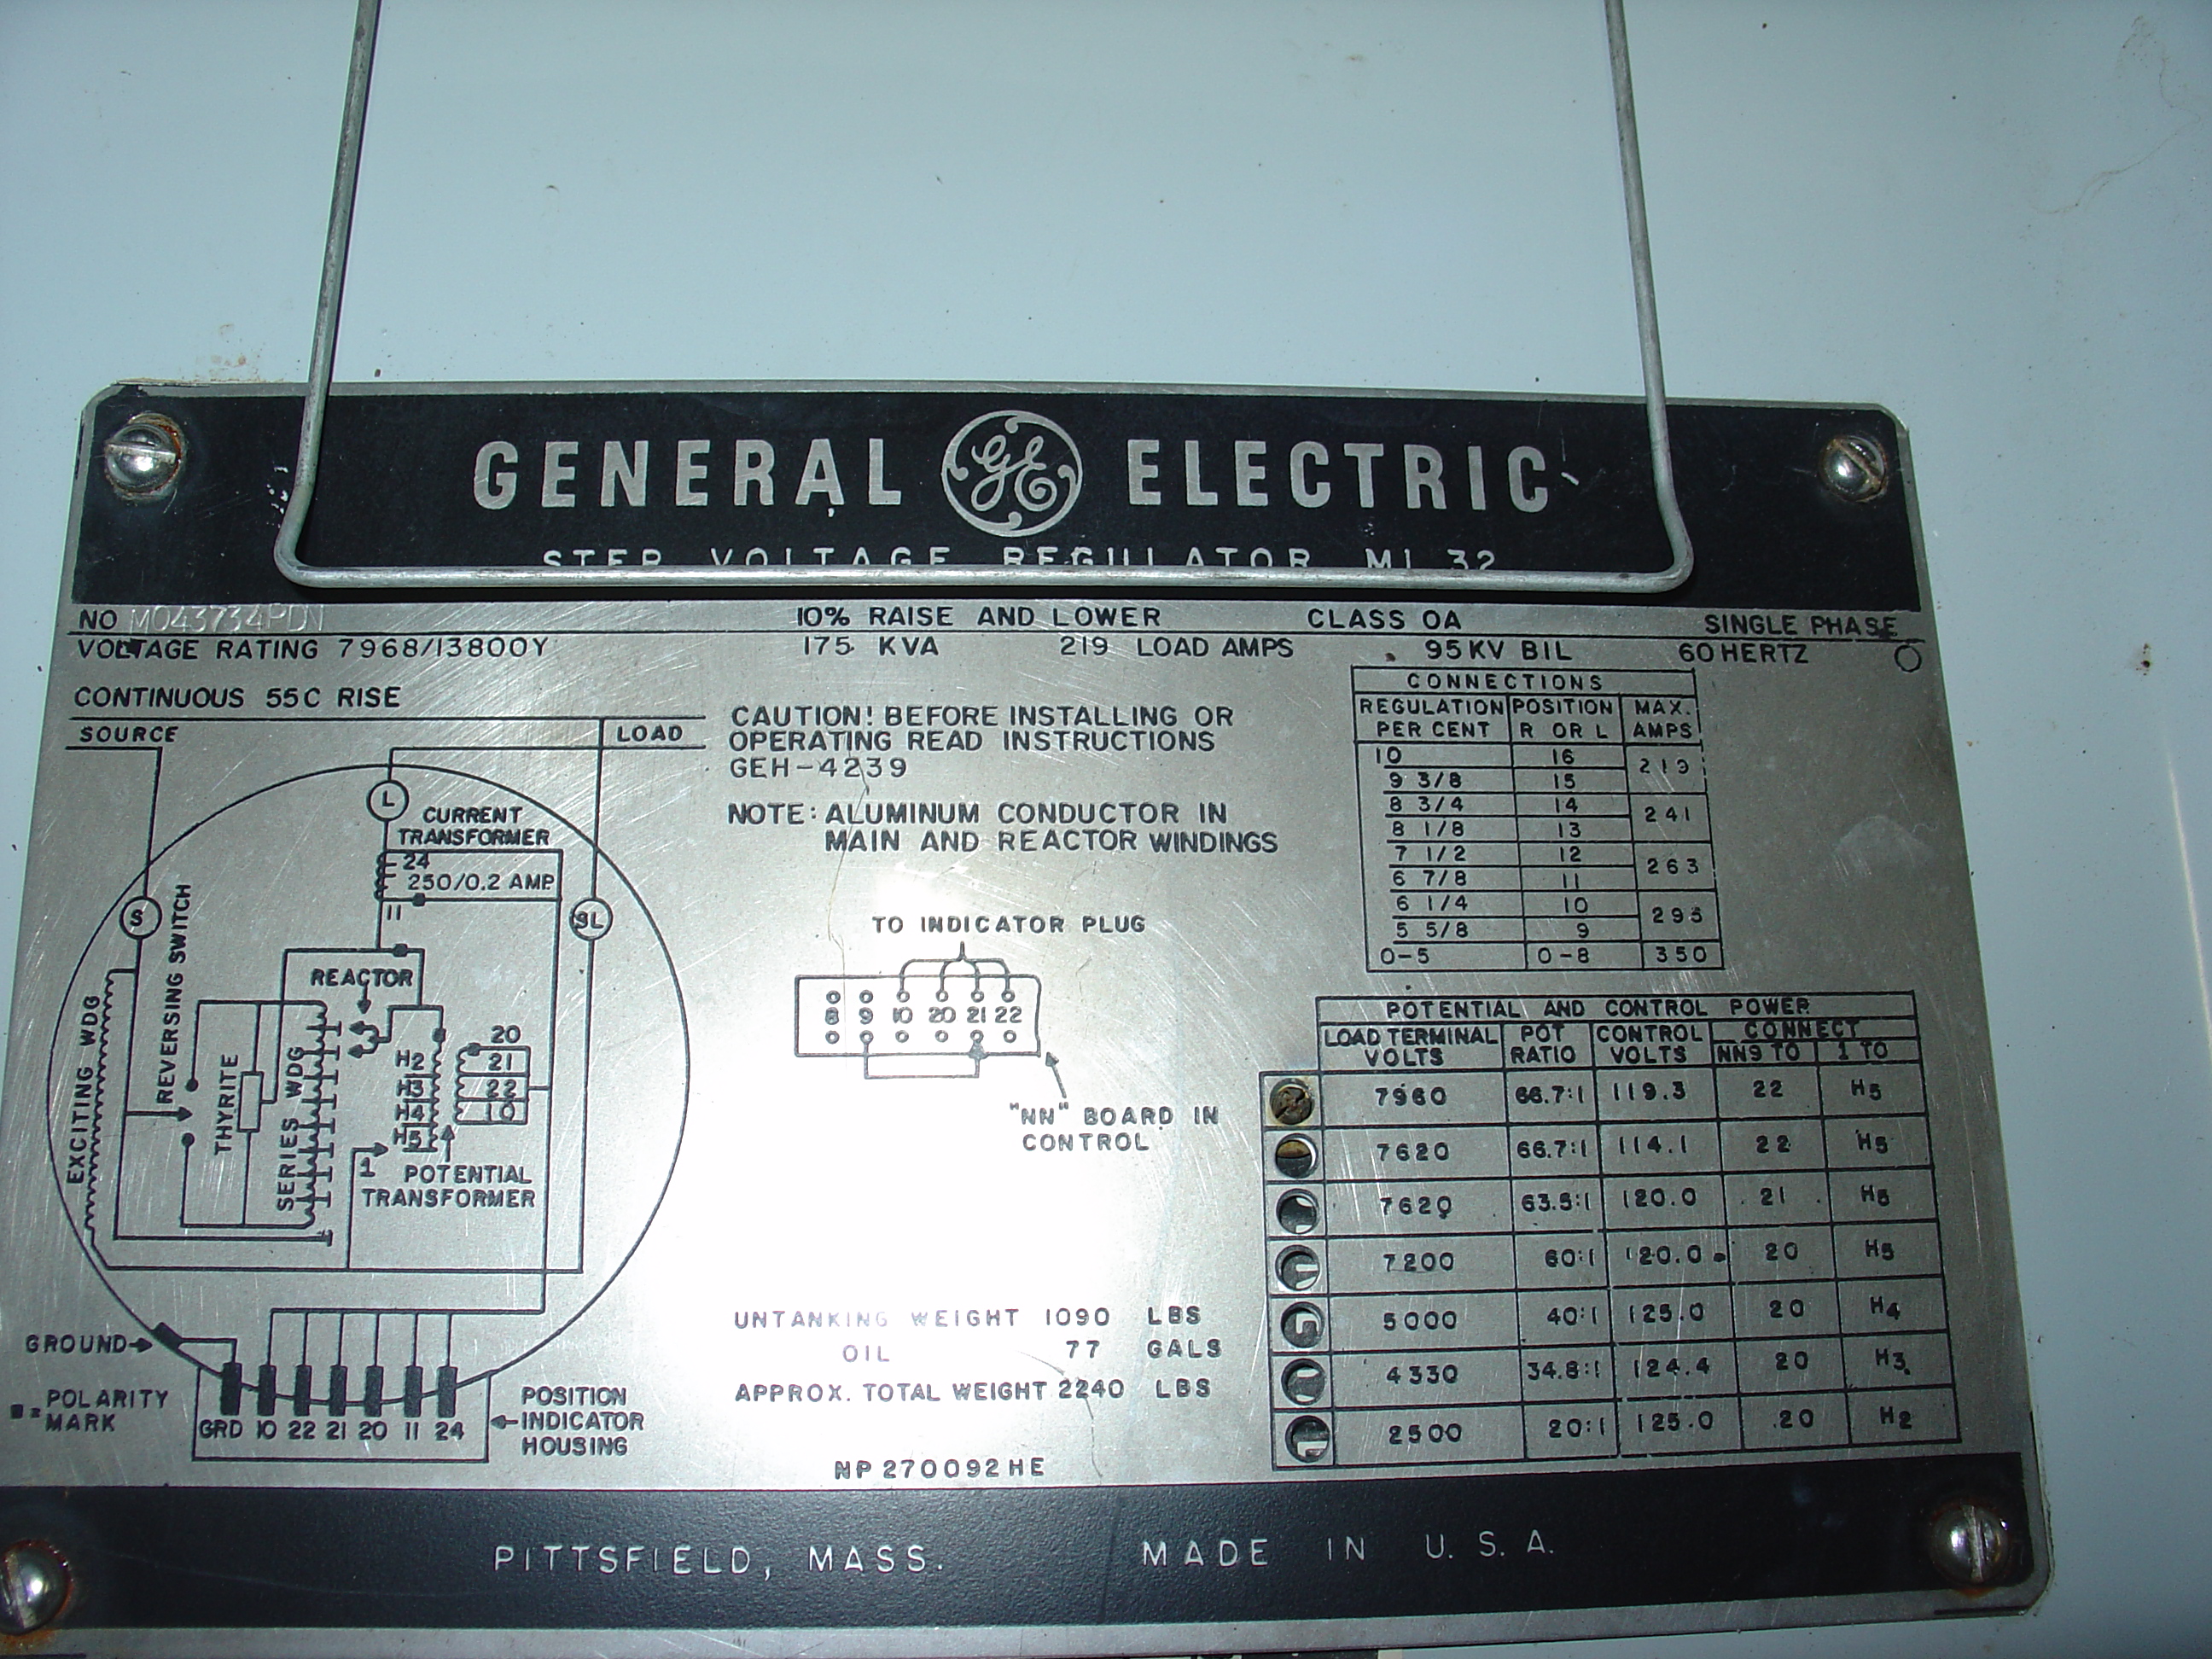 GENERAL GE ELECTRIC
STEP VOLTAGE REGULATOR ML 32
NO M043734PDN 10% RAISE AND LOWER CLASS OA SINGLE PHASE
VOLTAGE RATING 7968/13800Y 175 KVA 219 LOAD AMPS 95KV BIL 60 HERTZ
CONTINUOUS 55C RISE
SOURCE
LOAD
L
CURRENT
TRANSFORMER
24
250/0.2 AMP
11
S
SL
REVERSING SWITCH
EXCITING WDG
THYRITE
SERIES WDG
REACTOR
H2
H3
H4
H5
1
20
21
22
10
POTENTIAL
TRANSFORMER
GROUND
= POLARITY
MARK
GRD 10 22 21 20 11 24
POSITION
INDICATOR
HOUSING
CAUTION! BEFORE INSTALLING OR
OPERATING READ INSTRUCTIONS
GEH-4239
NOTE: ALUMINUM CONDUCTOR IN
MAIN AND REACTOR WINDINGS
TO INDICATOR PLUG
8 9 10 20 21 22
"NN" BOARD IN
CONTROL
UNTANKING WEIGHT 1090 LBS
OIL 77 GALS
APPROX. TOTAL WEIGHT 2240 LBS
NP 270092HE
CONNECTIONS
REGULATION PER CENT POSITION R OR L MAX. AMPS
10 16 219
9 3/8 15
8 3/4 14 241
8 1/8 13
7 1/2 12 263
6 7/8 11
6 1/4 10
5 5/8 9
0-5 0-8 350
POTENTIAL AND CONTROL POWER
LOAD TERMINAL VOLTS POT RATIO CONTROL VOLTS CONNECT
NN9 TO 1 TO
7960 66.7:1 119.3 22 H5
7620 66.7:1 114.1 22 H5
7620 63.5:1 120.0 21 H5
7200 60:1 120.0 20 H5
5000 40:1 125.0 20 H4
4330 34.8:1 124.4 20 H3
2500 20:1 125.0 20 H2
PITTSFIELD, MASS. MADE IN U.S.A.